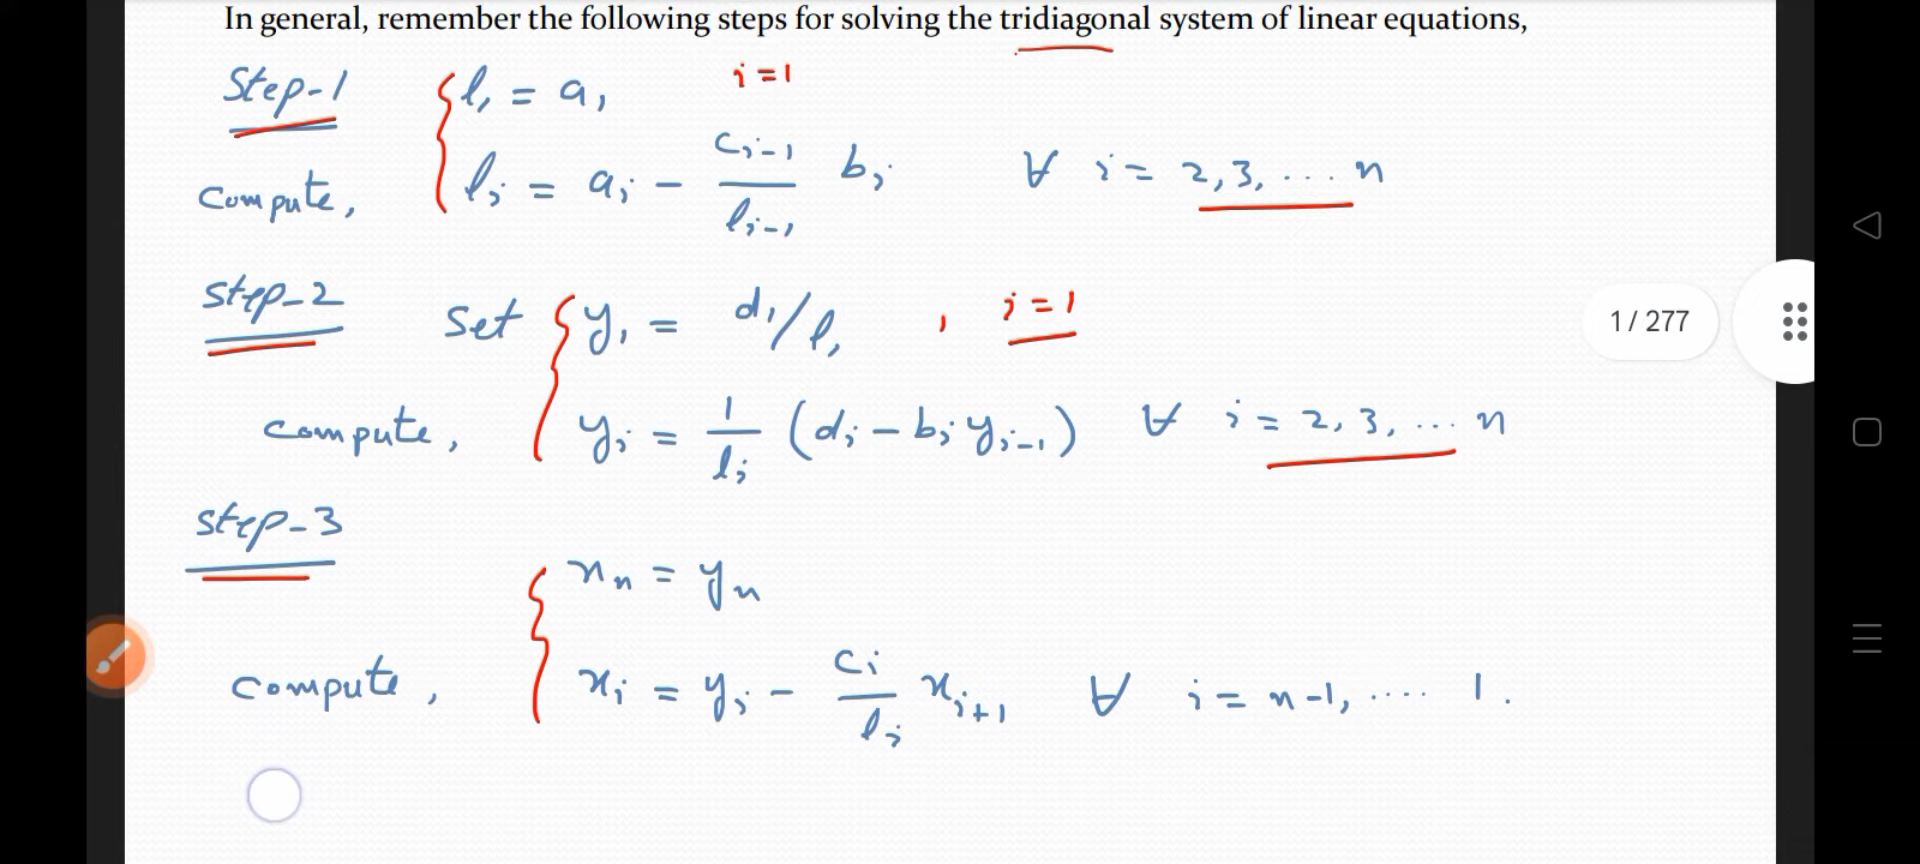 In general, remember the following steps for solving the tridiagonal system of linear equations,
Step-1 l₁ = a₁ i=1
Compute, lᵢ = aᵢ - cᵢ₋₁/lᵢ₋₁ bᵢ ∀ i = 2,3, ... n
Step-2 Set y₁ = d₁/l₁ , i=1
1 / 277
Compute, yᵢ = 1/lᵢ (dᵢ - bᵢ yᵢ₋₁) ∀ i = 2, 3, ... n
Step-3
xₙ = yₙ
Compute, xᵢ = yᵢ - cᵢ/lᵢ xᵢ₊₁ ∀ i = n-1, .... 1.